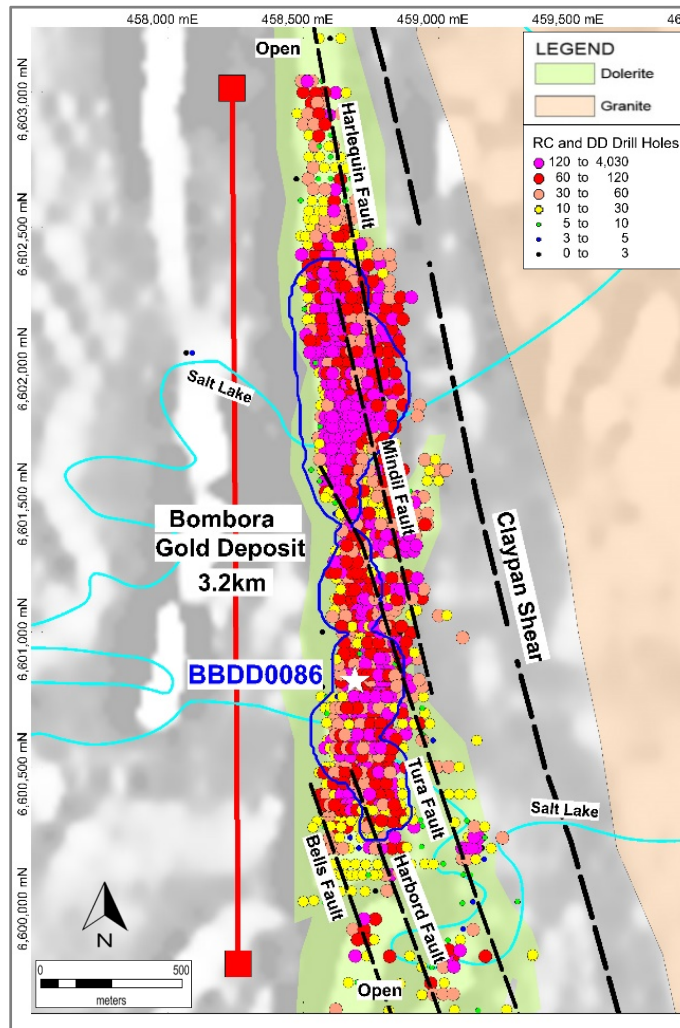 458,000 mE
458,500 mE
459,000 mE
459,500 mE
46
6,603,000 mN
6,602,500 mN
6,602,000 mN
6,601,500 mN
6,601,000 mN
6,600,500 mN
6,600,000 mN
Open
LEGEND
Dolerite
Granite
RC and DD Drill Holes
120 to 4,030
60 to 120
30 to 60
10 to 30
5 to 10
3 to 5
0 to 3
Harlequin Fault
Salt Lake
Mindil Fault
Bombora
Gold Deposit
3.2km
Claypan Shear
BBDD0086
Tura Fault
Salt Lake
Bells Fault
Harbord Fault
N
0 500
meters
Open